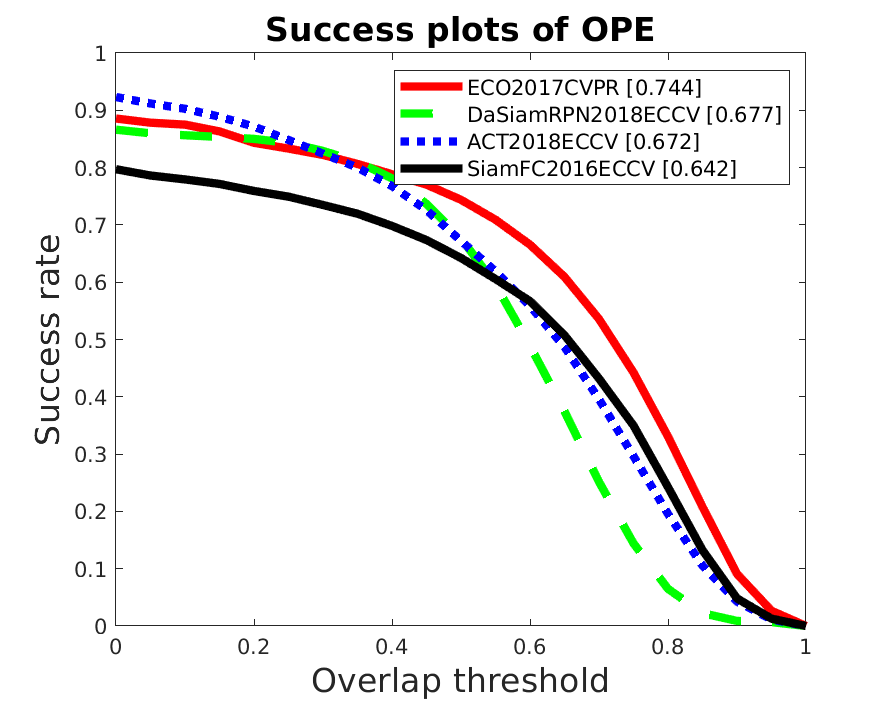 Success plots of OPE
1
0.9
0.8
0.7
0.6
0.5
0.4
0.3
0.2
0.1
0
Success rate
ECO2017CVPR [0.744]
DaSiamRPN2018ECCV [0.677]
ACT2018ECCV [0.672]
SiamFC2016ECCV [0.642]
0 0.2 0.4 0.6 0.8 1
Overlap threshold